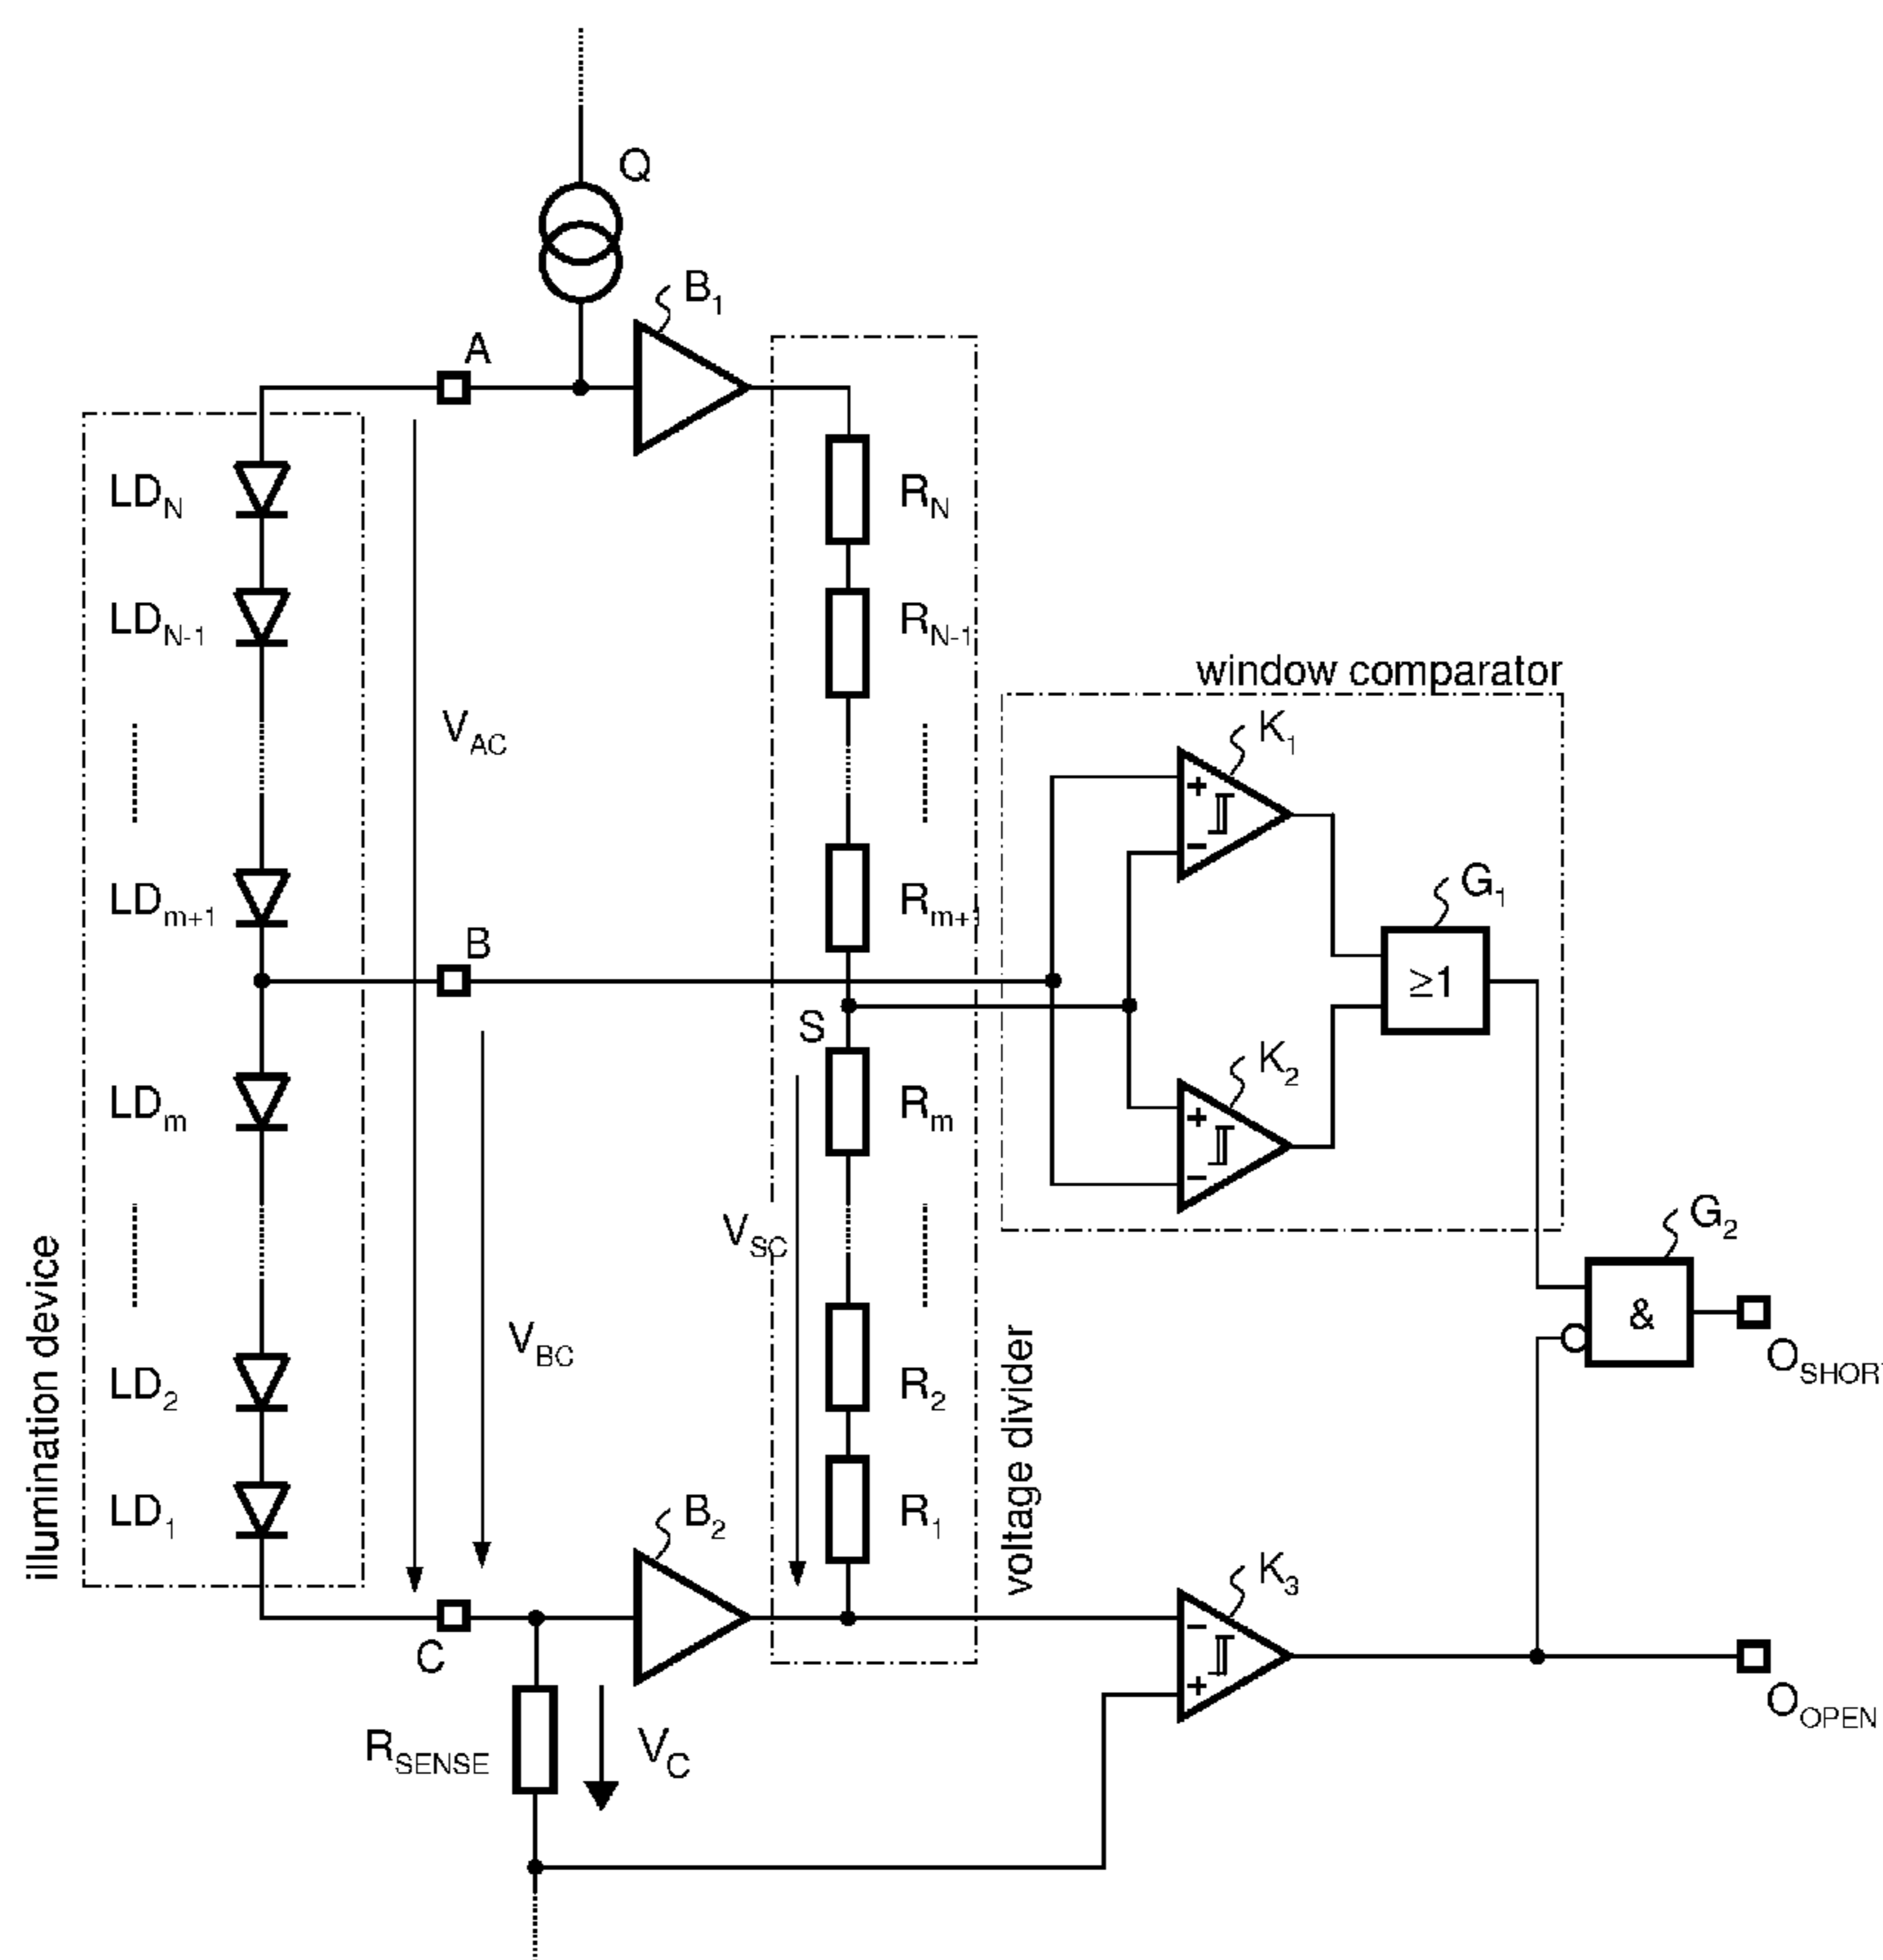 Q
B1
A
LDN
RN
LDN-1
RN-1
window comparator
VAC
K1
+
−
LDm+1
Rm+1
G1
B
≥1
S
K2
LDm
Rm
+
−
VSC
G2
illumination device
VBC
voltage divider
&
OSHORT
LD2
R2
LD1
B2
R1
K3
−
+
C
RSENSE
VC
OOPEN